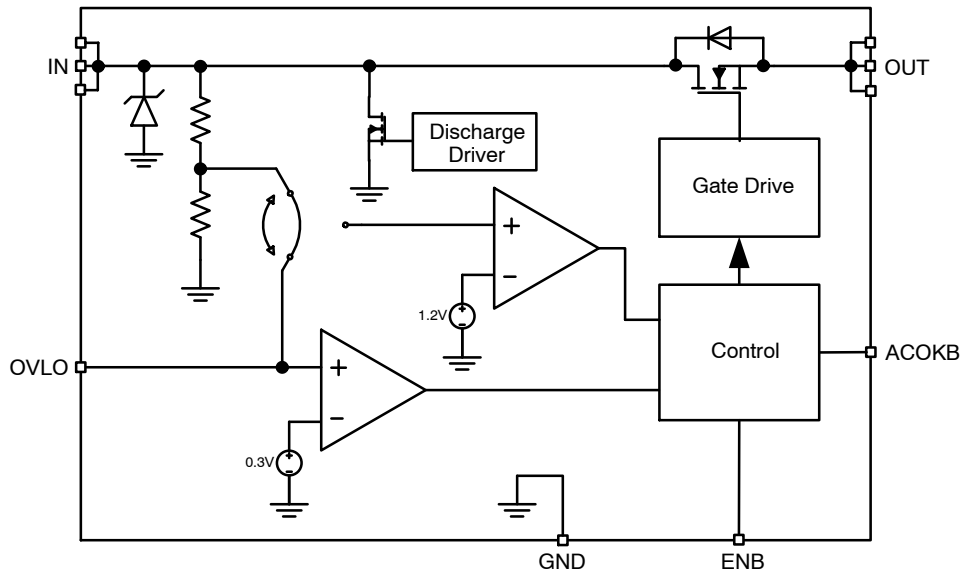 IN
OUT
Discharge
Driver
Gate Drive
+
−
1.2V
+
−
Control
OVLO
ACOKB
+
−
0.3V
+
−
GND
ENB